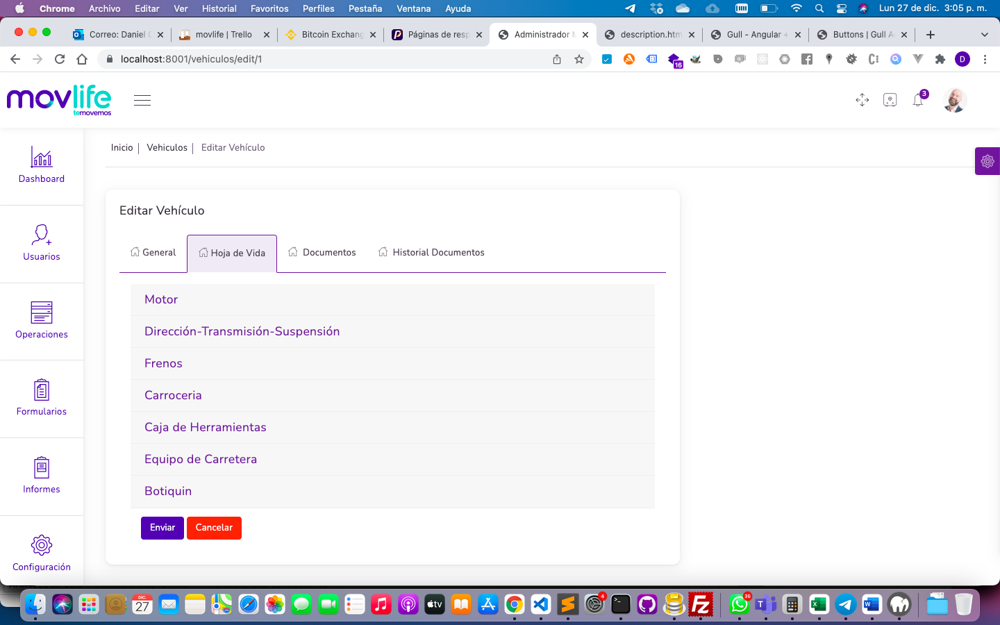 Chrome Archivo Editar Ver Historial Favoritos Perfiles Pestaña Ventana Ayuda Lun 27 de dic. 3:05 p. m.
Correo: Daniel movlife | Trello Bitcoin Exchang Páginas de resp Administrador description.htm Gull - Angular + Buttons | Gull A
localhost:8001/vehiculos/edit/1
16
D
movlife
temovemos
3
Inicio | Vehiculos | Editar Vehículo
Dashboard
Usuarios
Operaciones
Formularios
Informes
Configuración
Editar Vehículo
General Hoja de Vida Documentos Historial Documentos
Motor
Dirección-Transmisión-Suspensión
Frenos
Carroceria
Caja de Herramientas
Equipo de Carretera
Botiquin
Enviar Cancelar
DIC.
27
tv
4
36